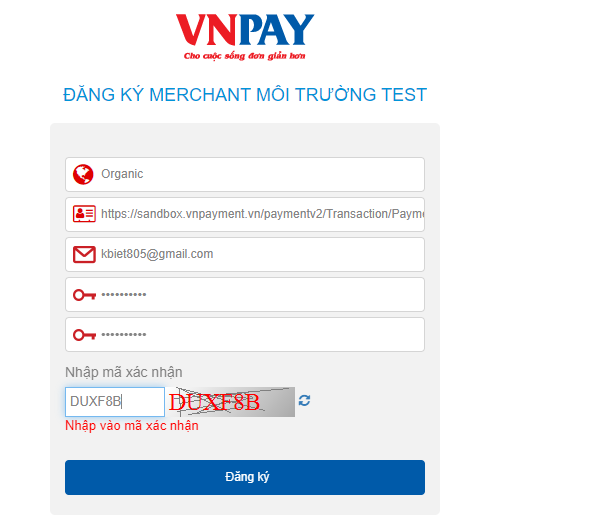 VNPAY
Cho cuộc sống đơn giản hơn
ĐĂNG KÝ MERCHANT MÔI TRƯỜNG TEST
Organic
https://sandbox.vnpayment.vn/paymentv2/Transaction/Payme
kbiet805@gmail.com
••••••••••
••••••••••
Nhập mã xác nhận
DUXF8B DUXF8B
Nhập vào mã xác nhận
Đăng ký